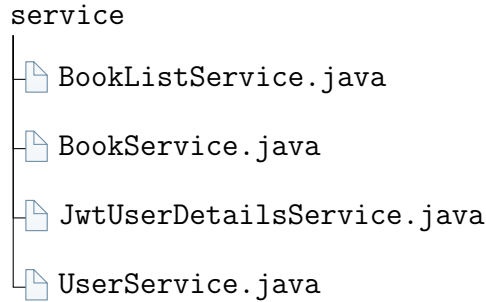 service
BookListService.java
BookService.java
JwtUserDetailsService.java
UserService.java